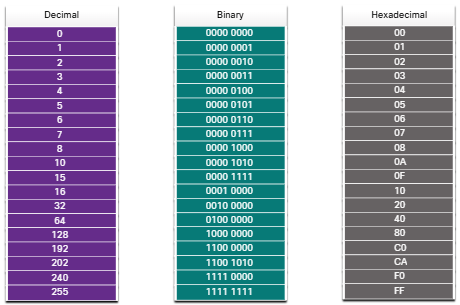 Decimal Binary Hexadecimal
0 0000 0000 00
1 0000 0001 01
2 0000 0010 02
3 0000 0011 03
4 0000 0100 04
5 0000 0101 05
6 0000 0110 06
7 0000 0111 07
8 0000 1000 08
10 0000 1010 0A
15 0000 1111 0F
16 0001 0000 10
32 0010 0000 20
64 0100 0000 40
128 1000 0000 80
192 1100 0000 C0
202 1100 1010 CA
240 1111 0000 F0
255 1111 1111 FF